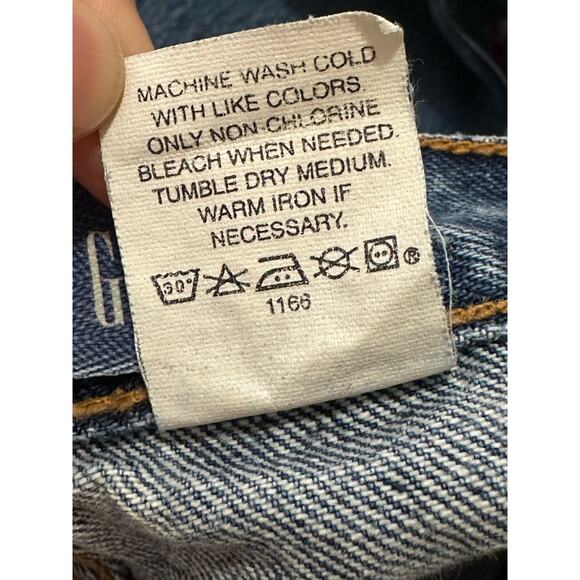 MACHINE WASH COLD
WITH LIKE COLORS.
ONLY NON-CHLORINE
BLEACH WHEN NEEDED.
TUMBLE DRY MEDIUM.
WARM IRON IF
NECESSARY.
30° ®
1166
G